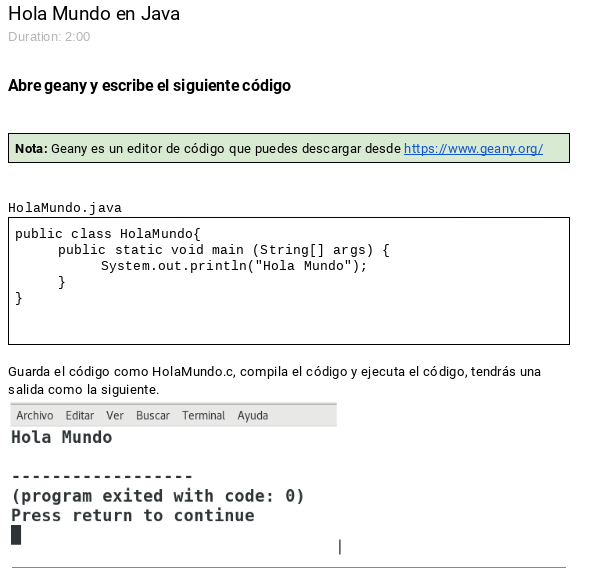 Hola Mundo en Java
Duration: 2:00
Abre geany y escribe el siguiente código
Nota: Geany es un editor de código que puedes descargar desde https://www.geany.org/
HolaMundo.java
public class HolaMundo{
public static void main (String[] args) {
System.out.println("Hola Mundo");
}
}
Guarda el código como HolaMundo.c, compila el código y ejecuta el código, tendrás una
salida como la siguiente.
Archivo Editar Ver Buscar Terminal Ayuda
Hola Mundo
------------------
(program exited with code: 0)
Press return to continue